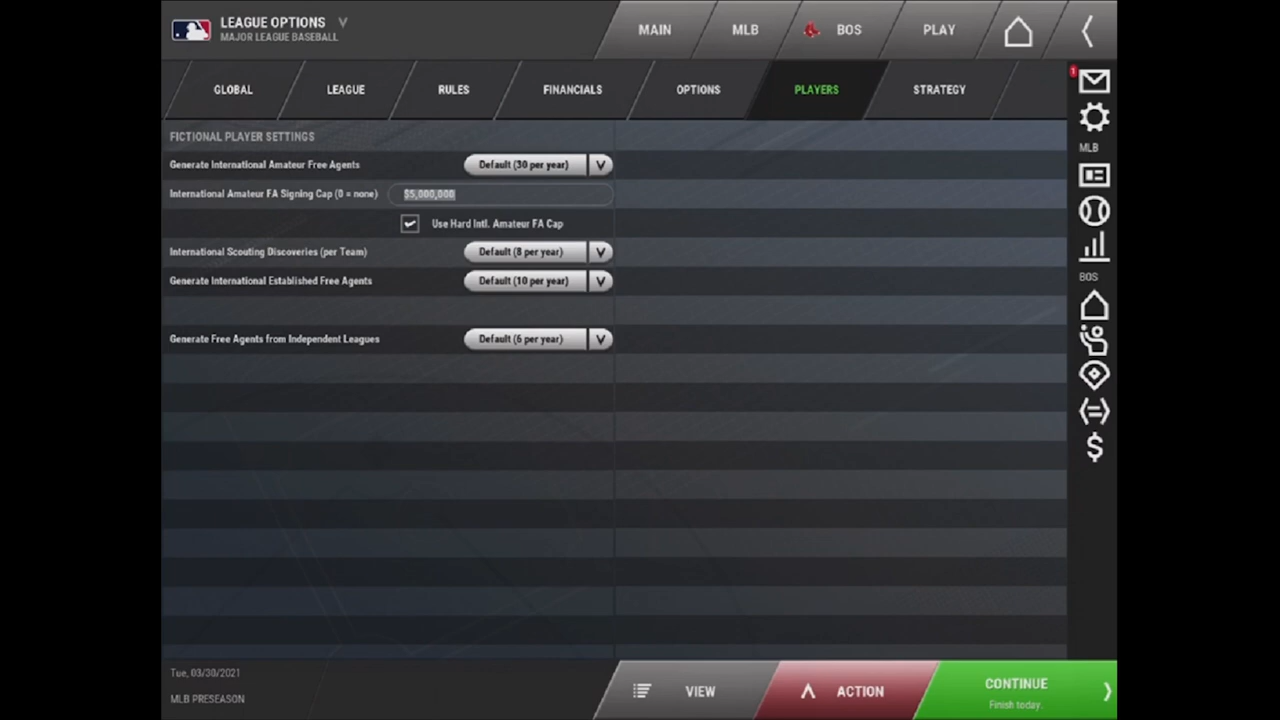 LEAGUE OPTIONS V
MAJOR LEAGUE BASEBALL
MAIN MLB BOS PLAY
GLOBAL LEAGUE RULES FINANCIALS OPTIONS PLAYERS STRATEGY
1
FICTIONAL PLAYER SETTINGS
MLB
Generate International Amateur Free Agents Default (30 per year) V
International Amateur FA Signing Cap (0 = none) $5,000,000
Use Hard Intl. Amateur FA Cap
International Scouting Discoveries (per Team) Default (8 per year) V
Generate International Established Free Agents Default (10 per year) V
BOS
Generate Free Agents from Independent Leagues Default (6 per year) V
$
Tue, 03/30/2021
MLB PRESEASON
VIEW ACTION CONTINUE
Finish today.